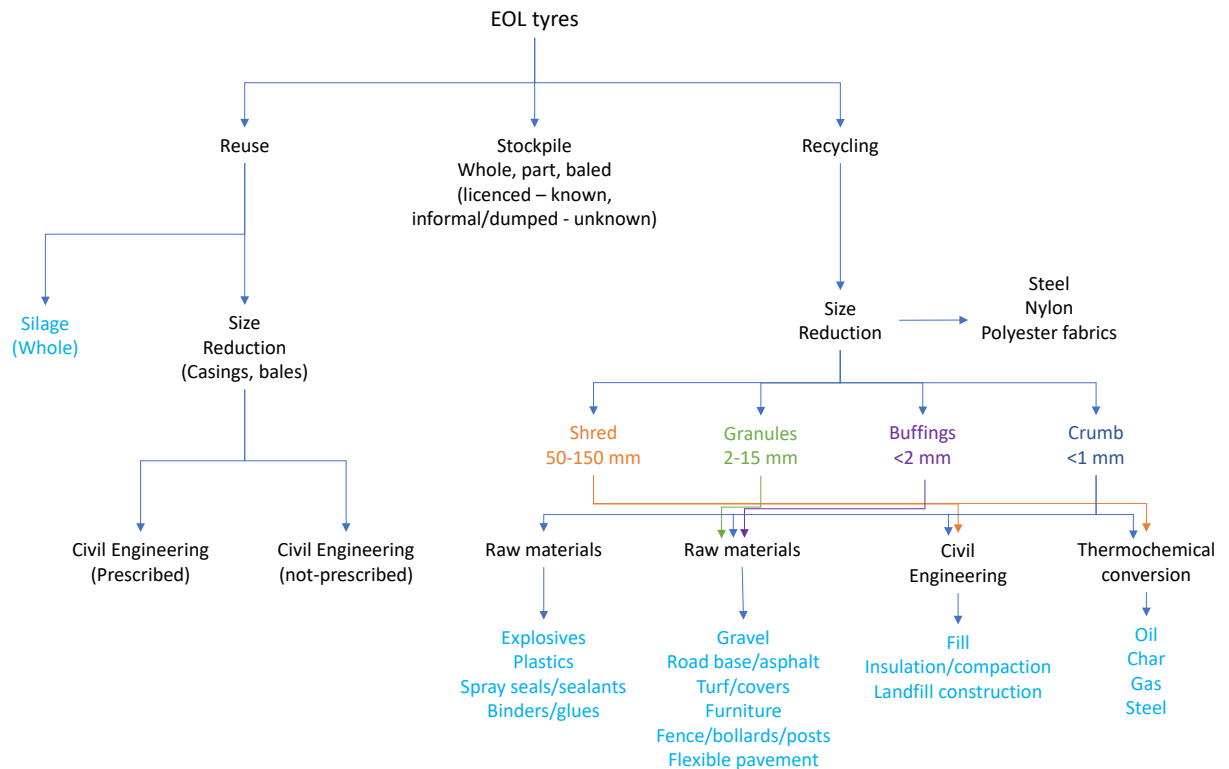 EOL tyres
Reuse
Stockpile
Whole, part, baled
(licenced – known,
informal/dumped - unknown)
Recycling
Silage
(Whole)
Size
Reduction
(Casings, bales)
Size
Reduction
Steel
Nylon
Polyester fabrics
Shred
50-150 mm
Granules
2-15 mm
Buffings
<2 mm
Crumb
<1 mm
Civil Engineering
(Prescribed)
Civil Engineering
(not-prescribed)
Raw materials
Raw materials
Civil
Engineering
Thermochemical
conversion
Explosives
Plastics
Spray seals/sealants
Binders/glues
Gravel
Road base/asphalt
Turf/covers
Furniture
Fence/bollards/posts
Flexible pavement
Fill
Insulation/compaction
Landfill construction
Oil
Char
Gas
Steel